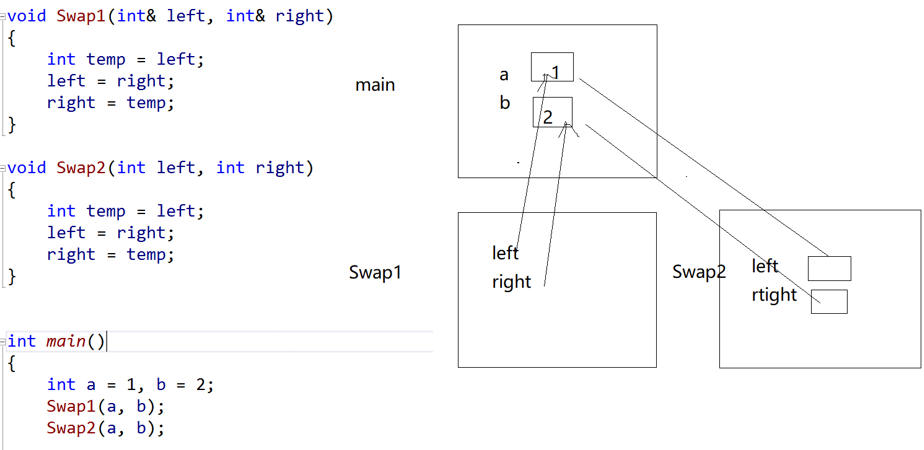 void Swap1(int& left, int& right)
{
    int temp = left;
    left = right;
    right = temp;
}
void Swap2(int left, int right)
{
    int temp = left;
    left = right;
    right = temp;
}
int main()
{
    int a = 1, b = 2;
    Swap1(a, b);
    Swap2(a, b);
main
a 1
b 2
Swap1
left
right
Swap2
left
rtight